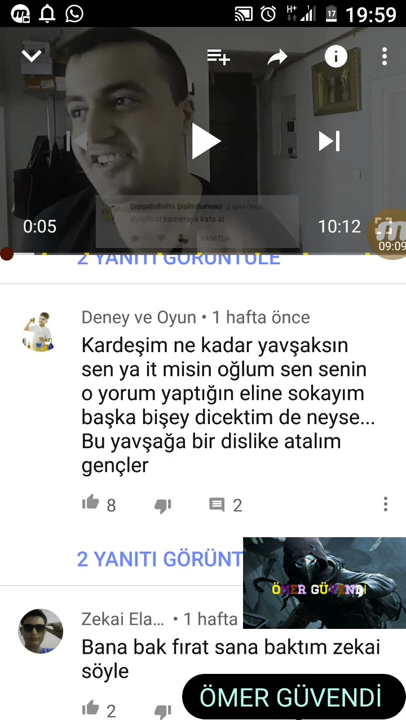 H+
17
19:59
0:05
10:12
09:09
2 YANITI GÖRÜNTÜLE
Deney ve Oyun • 1 hafta önce
Kardeşim ne kadar yavşaksın
sen ya it misin oğlum sen senin
o yorum yaptığın eline sokayım
başka bişey dicektim de neyse...
Bu yavşağa bir dislike atalım
gençler
8
2
2 YANITI GÖRÜNT
ÖMER GÜVENDİ
Zekai Ela... • 1 hafta
Bana bak fırat sana baktım zekai
söyle
2
ÖMER GÜVENDİ